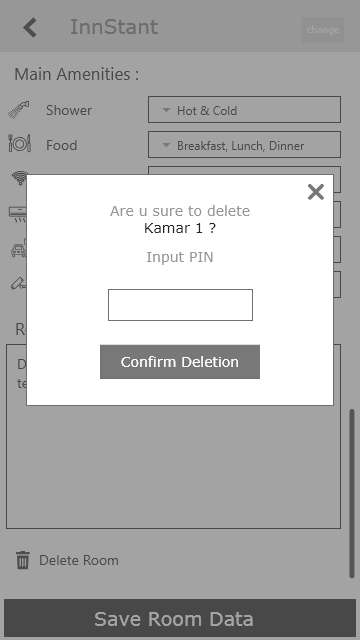 InnStant
change
Main Amenities :
Shower
Hot & Cold
Food
Breakfast, Lunch, Dinner
Are u sure to delete
Kamar 1 ?
Input PIN
Confirm Deletion
Delete Room
Save Room Data